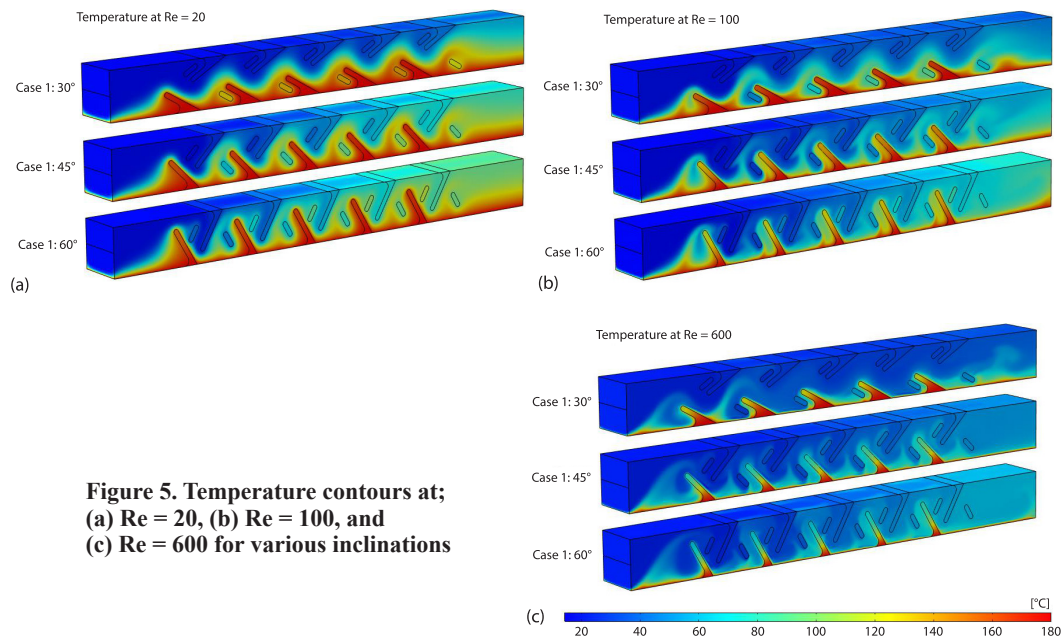 Temperature at Re = 20
Case 1:30°
Case 1:45°
Case 1:60°
(a)
Temperature at Re = 100
Case 1:30°
Case 1:45°
Case 1:60°
(b)
Temperature at Re = 600
Case 1: 30°
Case 1:45°
Case 1:60°
(c)
[°C]
20 40 60 80 100 120 140 160 180
Figure 5. Temperature contours at;
(a) Re = 20, (b) Re = 100, and
(c) Re = 600 for various inclinations